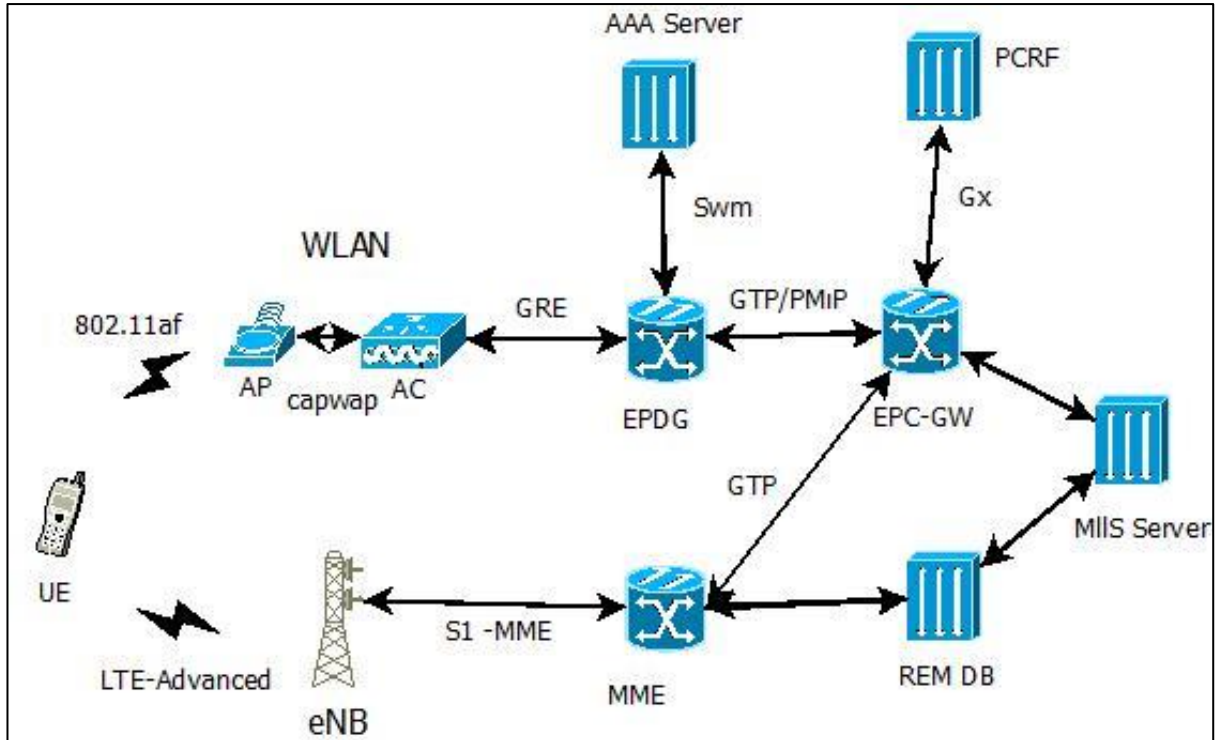 AAA Server
PCRF
Swm
Gx
WLAN
802.11af
GRE
GTP/PMiP
AP
capwap
AC
EPDG
EPC-GW
GTP
MIIS Server
UE
S1 -MME
LTE-Advanced
eNB
MME
REM DB